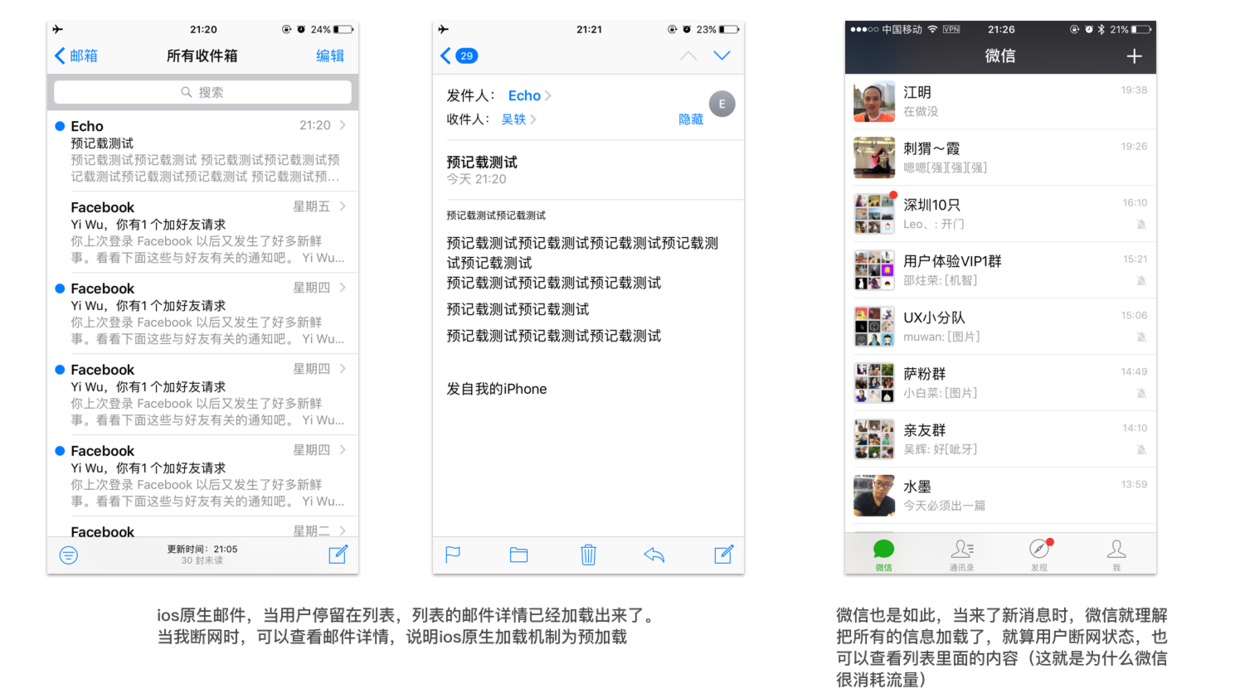 21:20
24%
邮箱
所有收件箱
编辑
搜索
Echo
21:20
预记载测试
预记载测试预记载测试 预记载测试预记载测试预
记载测试预记载测试预记载测试 预记载测试预...
Facebook
星期五
Yi Wu，你有1 个加好友请求
你上次登录 Facebook 以后又发生了好多新鲜
事。看看下面这些与好友有关的通知吧。 Yi Wu...
Facebook
星期四
Yi Wu，你有1 个加好友请求
你上次登录 Facebook 以后又发生了好多新鲜
事。看看下面这些与好友有关的通知吧。 Yi Wu...
Facebook
星期四
Yi Wu，你有1 个加好友请求
你上次登录 Facebook 以后又发生了好多新鲜
事。看看下面这些与好友有关的通知吧。 Yi Wu...
Facebook
星期四
Yi Wu，你有1 个加好友请求
你上次登录 Facebook 以后又发生了好多新鲜
事。看看下面这些与好友有关的通知吧。 Yi Wu...
Facebook
星期二
更新时间：21:05
30 封未读
21:21
23%
29
发件人： Echo
E
收件人： 吴轶
隐藏
预记载测试
今天 21:20
预记载测试预记载测试
预记载测试预记载测试预记载测试预记载测
试预记载测试
预记载测试预记载测试预记载测试
预记载测试预记载测试
预记载测试预记载测试预记载测试
发自我的iPhone
中国移动
VPN
21:26
21%
微信
江明
19:38
在做没
刺猬～霞
19:26
嗯嗯[强][强][强]
深圳10只
16:10
Leo、: 开门
用户体验VIP1群
15:21
邵炷荣: [机智]
UX小分队
15:06
muwan: [图片]
萨粉群
14:49
小白菜: [图片]
亲友群
14:10
吴辉: 好[呲牙]
水墨
13:59
今天必须出一篇
微信
通讯录
发现
我
ios原生邮件，当用户停留在列表，列表的邮件详情已经加载出来了。
当我断网时，可以查看邮件详情，说明ios原生加载机制为预加载
微信也是如此，当来了新消息时，微信就理解
把所有的信息加载了，就算用户断网状态，也
可以查看列表里面的内容（这就是为什么微信
很消耗流量）